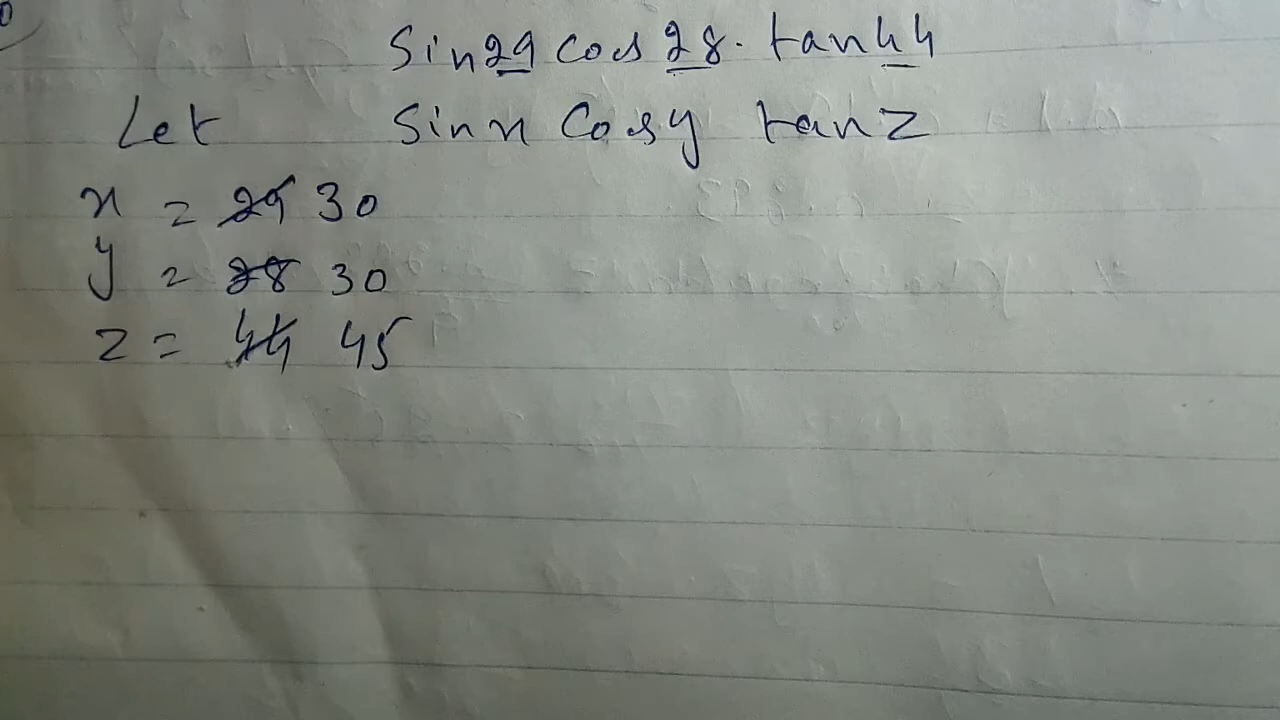 Sin29 Cos28. tan44
Let Sinx Cosy tanz
x = 29 30
y = 28 30
z = 44 45